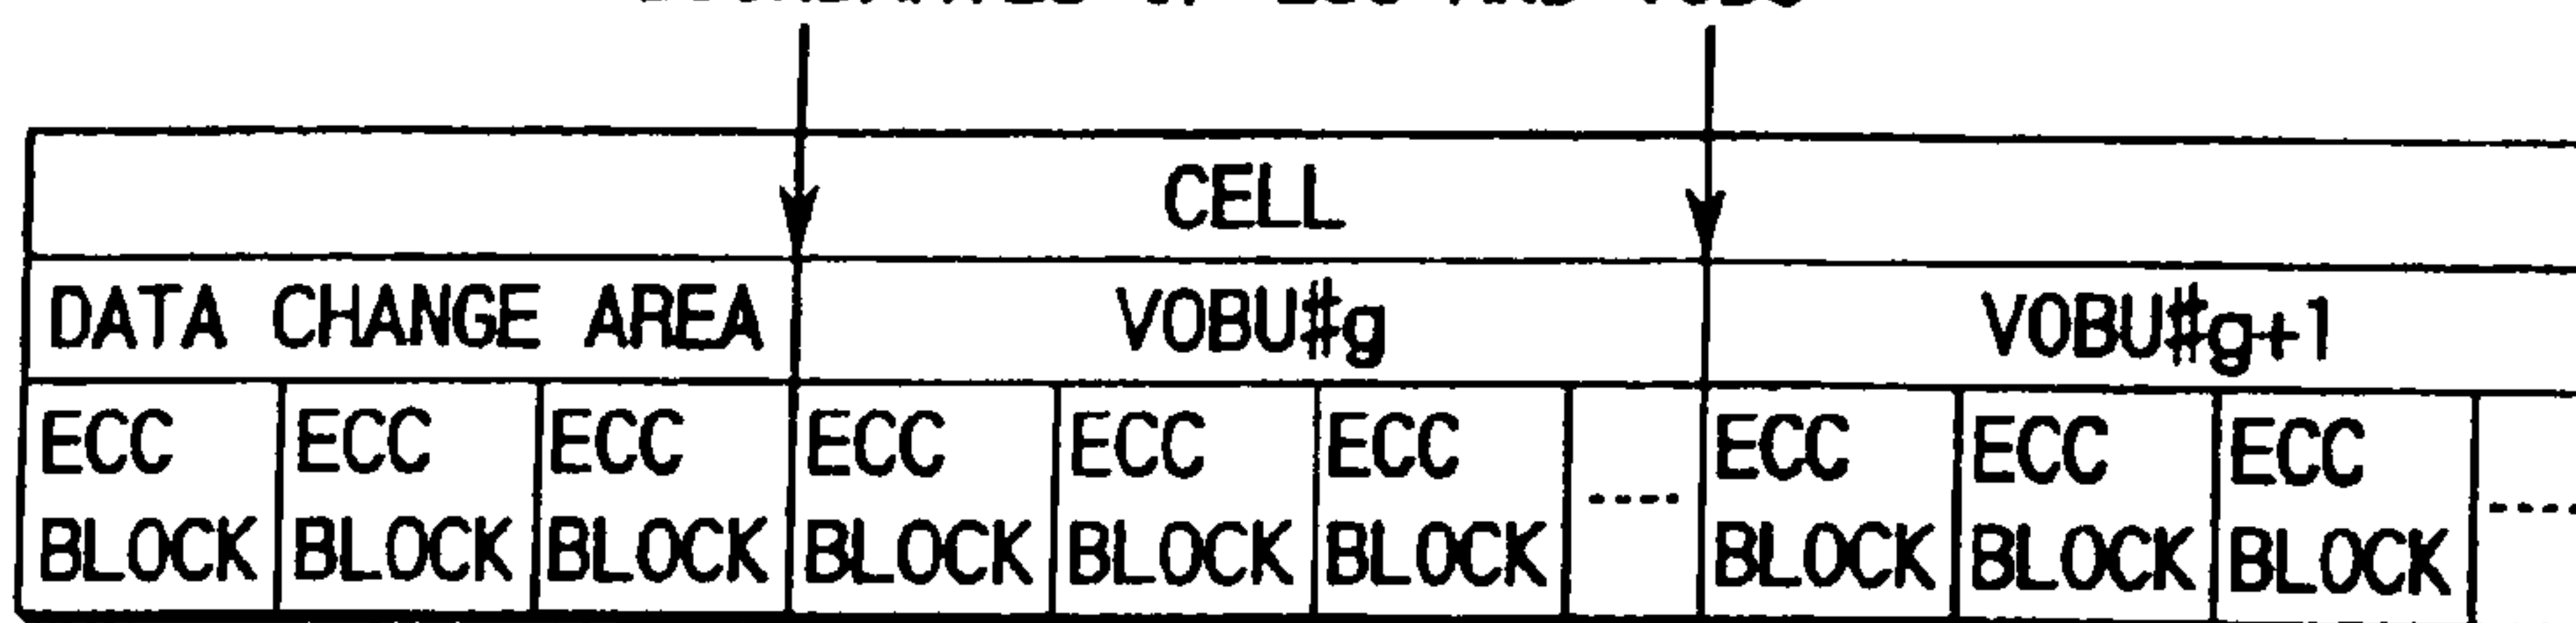 CELL
DATA CHANGE AREA VOBU#g VOBU#g+1
ECC ECC ECC ECC ECC ECC ECC ECC ECC
BLOCK BLOCK BLOCK BLOCK BLOCK BLOCK ..... BLOCK BLOCK BLOCK .....